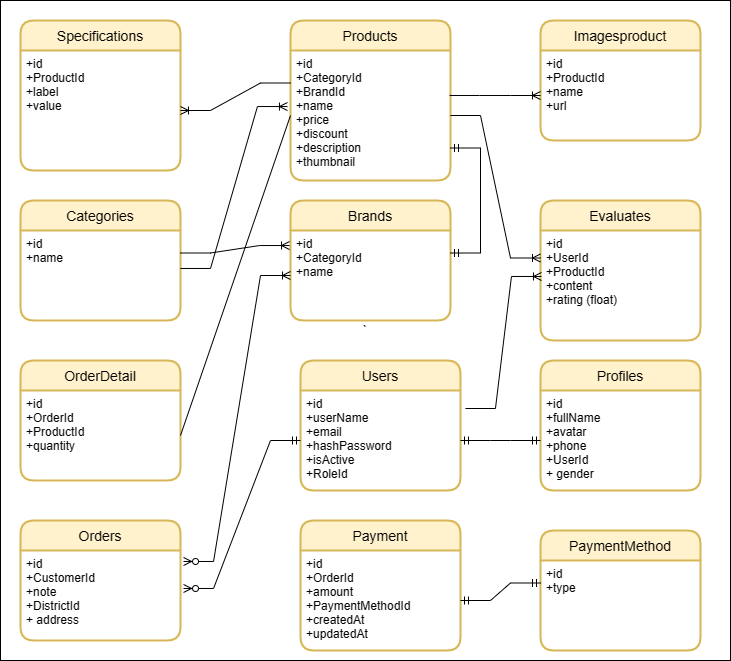 Specifications
+id
+ProductId
+label
+value
Products
+id
+CategoryId
+BrandId
+name
+price
+discount
+description
+thumbnail
Imagesproduct
+id
+ProductId
+name
+url
Categories
+id
+name
Brands
+id
+CategoryId
+name
Evaluates
+id
+UserId
+ProductId
+content
+rating (float)
`
OrderDetail
+id
+OrderId
+ProductId
+quantity
Users
+id
+userName
+email
+hashPassword
+isActive
+RoleId
Profiles
+id
+fullName
+avatar
+phone
+UserId
+ gender
Orders
+id
+CustomerId
+note
+DistrictId
+ address
Payment
+id
+OrderId
+amount
+PaymentMethodId
+createdAt
+updatedAt
PaymentMethod
+id
+type